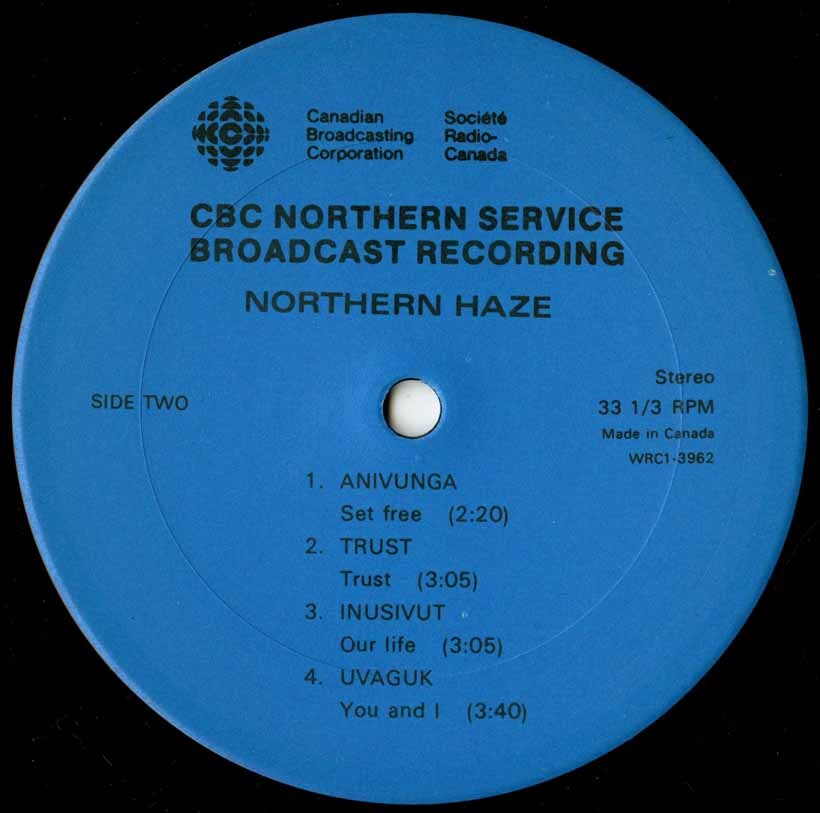 Canadian Broadcasting Corporation
Société Radio-Canada
CBC NORTHERN SERVICE
BROADCAST RECORDING
NORTHERN HAZE
SIDE TWO
Stereo
33 1/3 RPM
Made in Canada
WRC1-3962
1. ANIVUNGA
Set free (2:20)
2. TRUST
Trust (3:05)
3. INUSIVUT
Our life (3:05)
4. UVAGUK
You and I (3:40)